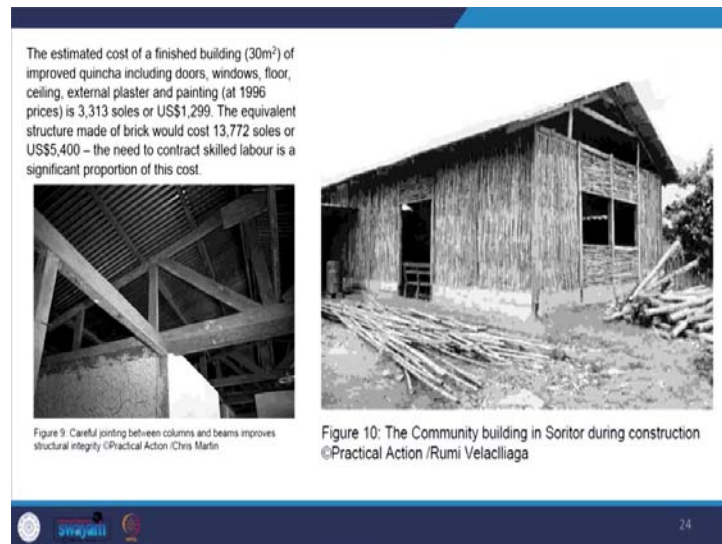 The estimated cost of a finished building (30m²) of
improved quincha including doors, windows, floor,
ceiling, external plaster and painting (at 1996
prices) is 3,313 soles or US$1,299. The equivalent
structure made of brick would cost 13,772 soles or
US$5,400 – the need to contract skilled labour is a
significant proportion of this cost.
Figure 9: Careful jointing between columns and beams improves
structural integrity ©Practical Action /Chris Martin
Figure 10: The Community building in Soritor during construction
©Practical Action /Rumi Velaclliaga
swayam
24